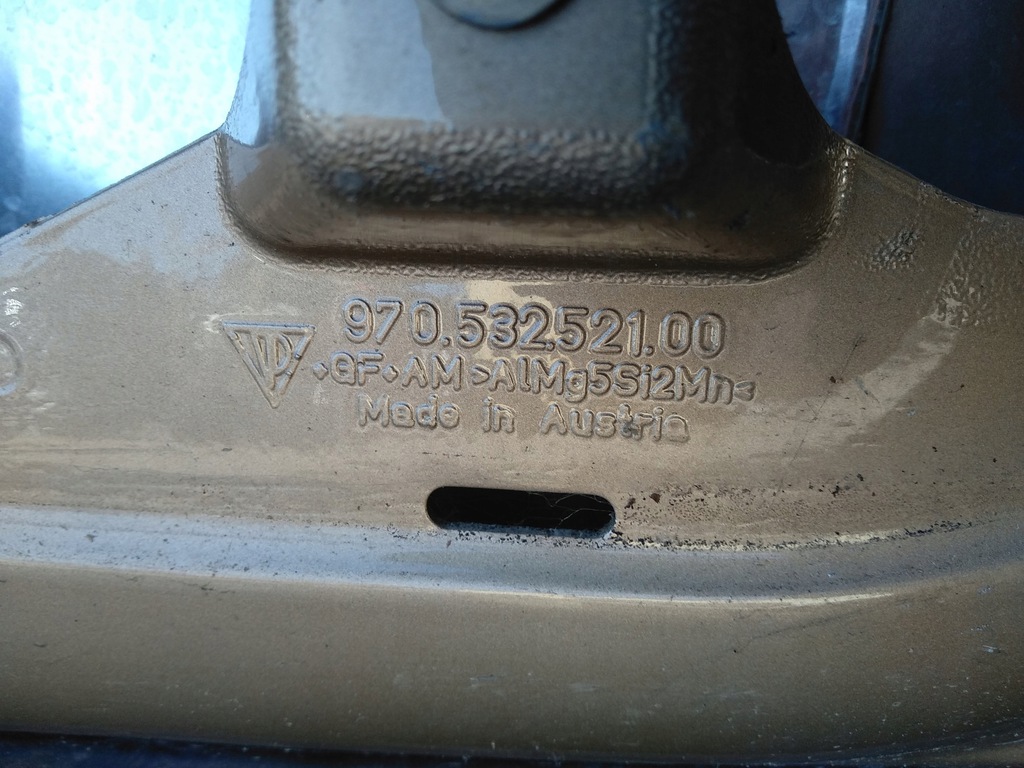 970.532.521.00
+GF+ AM >AlMg5Si2Mn<
Made in Austria